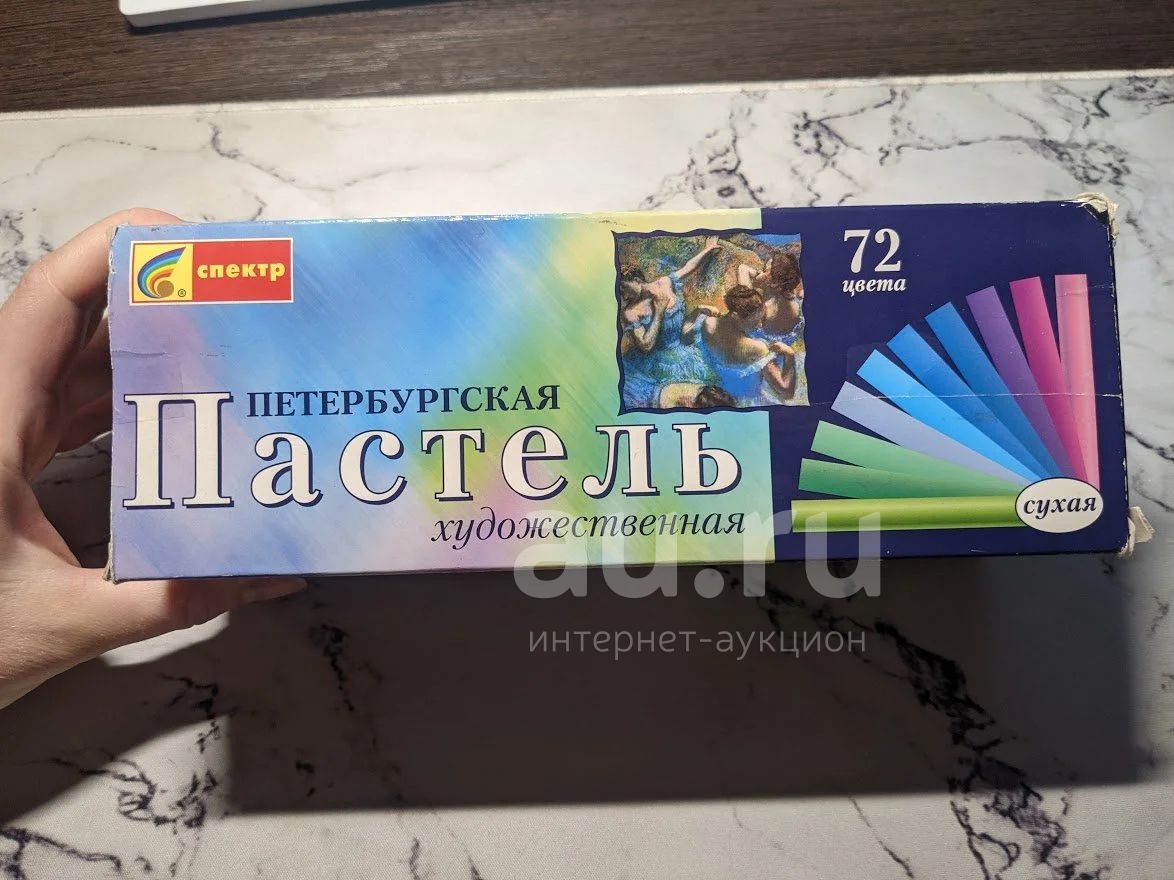 спектр
®
72
цвета
ПЕТЕРБУРГСКАЯ
Пастель
художественная
сухая
au.ru
интернет-аукцион